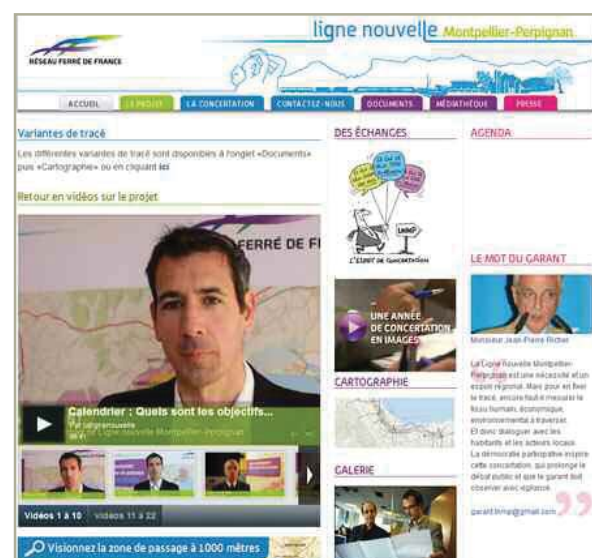 ligne nouvelle Montpellier-Perpignan
RÉSEAU FERRÉ DE FRANCE
ACCUEIL LE PROJET LA CONCERTATION CONTACTEZ-NOUS DOCUMENTS MÉDIATHÈQUE PRESSE
Variantes de tracé
Les différentes variantes de tracé sont disponibles à l'onglet «Documents»
puis «Cartographie» ou en cliquant ici
Retour en vidéos sur le projet
FERRÉ DE F
Calendrier : Quels sont les objectifs...
Vidéos 1 à 10 vidéos 11 à 22
Visionnez la zone de passage à 1000 mètres
DES ÉCHANGES
LNMP
L'ESPRIT DE CONCERTATION
UNE ANNÉE
DE CONCERTATION
EN IMAGES
CARTOGRAPHIE
GALERIE
AGENDA
LE MOT DU GARANT
Monsieur Jean-Pierre Richer
La Ligne Nouvelle Montpellier-
Perpignan est une nécessité et un
espoir régional. Mais pour en fixer
le tracé, encore faut-il mesurer le
tissu humain, économique,
environnemental à traverser.
Et donc dialoguer avec les
habitants et les acteurs locaux.
La démocratie participative inspire
cette concertation, qui prolonge le
débat public et que le garant doit
observer avec vigilance.
garant.lnmp@gmail.com